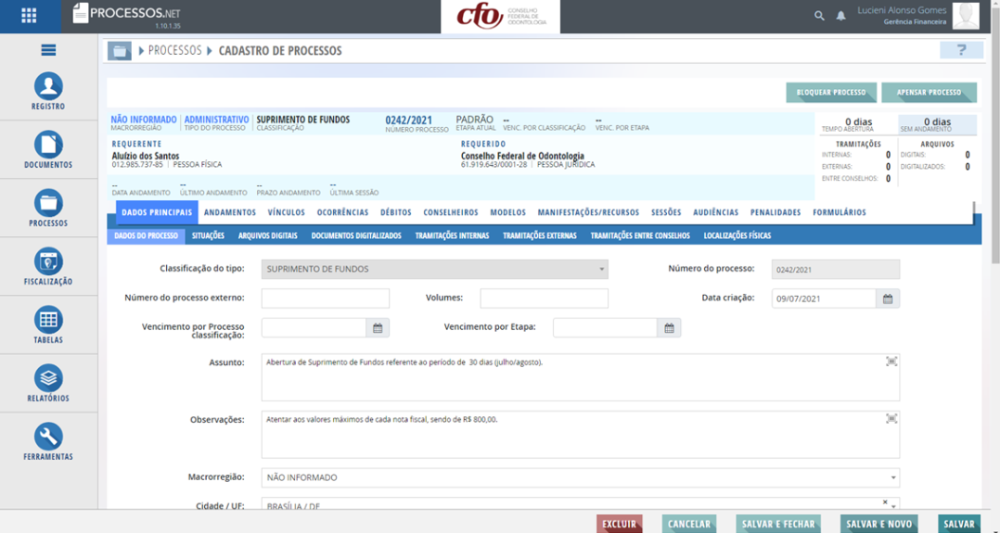 PROCESSOS.NET
1.10.1.35
cfo CONSELHO FEDERAL DE ODONTOLOGIA
Lucieni Alonso Gomes
Gerência Financeira
PROCESSOS CADASTRO DE PROCESSOS
?
REGISTRO
DOCUMENTOS
PROCESSOS
FISCALIZAÇÃO
TABELAS
RELATÓRIOS
FERRAMENTAS
BLOQUEAR PROCESSO APENSAR PROCESSO
NÃO INFORMADO ADMINISTRATIVO SUPRIMENTO DE FUNDOS 0242/2021 PADRÃO -- --
MACRORREGIÃO TIPO DO PROCESSO CLASSIFICAÇÃO NÚMERO PROCESSO ETAPA ATUAL VENC. POR CLASSIFICAÇÃO VENC. POR ETAPA
0 dias 0 dias
TEMPO ABERTURA SEM ANDAMENTO
REQUERENTE REQUERIDO
Aluízio dos Santos Conselho Federal de Odontologia
012.985.737-85 | PESSOA FÍSICA 61.919.643/0001-28 | PESSOA JURÍDICA
TRAMITAÇÕES ARQUIVOS
INTERNAS: 0 DIGITAIS: 0
EXTERNAS: 0 DIGITALIZADOS: 0
ENTRE CONSELHOS: 0
-- -- -- --
DATA ANDAMENTO ÚLTIMO ANDAMENTO PRAZO ANDAMENTO ÚLTIMA SESSÃO
DADOS PRINCIPAIS ANDAMENTOS VÍNCULOS OCORRÊNCIAS DÉBITOS CONSELHEIROS MODELOS MANIFESTAÇÕES/RECURSOS SESSÕES AUDIÊNCIAS PENALIDADES FORMULÁRIOS
DADOS DO PROCESSO SITUAÇÕES ARQUIVOS DIGITAIS DOCUMENTOS DIGITALIZADOS TRAMITAÇÕES INTERNAS TRAMITAÇÕES EXTERNAS TRAMITAÇÕES ENTRE CONSELHOS LOCALIZAÇÕES FÍSICAS
Classificação do tipo: SUPRIMENTO DE FUNDOS Número do processo: 0242/2021
Número do processo externo: Volumes: Data criação: 09/07/2021
Vencimento por Processo classificação: Vencimento por Etapa:
Assunto: Abertura de Suprimento de Fundos referente ao período de 30 dias (julho/agosto).
Observações: Atentar aos valores máximos de cada nota fiscal, sendo de R$ 800,00.
Macrorregião: NÃO INFORMADO
Cidade / UF: BRASÍLIA / DF
EXCLUIR CANCELAR SALVAR E FECHAR SALVAR E NOVO SALVAR